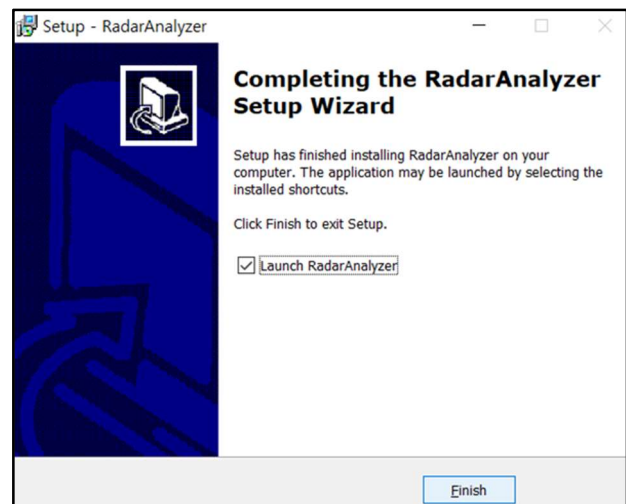 Setup - RadarAnalyzer
Completing the RadarAnalyzer
Setup Wizard
Setup has finished installing RadarAnalyzer on your
computer. The application may be launched by selecting the
installed shortcuts.
Click Finish to exit Setup.
Launch RadarAnalyzer
Finish